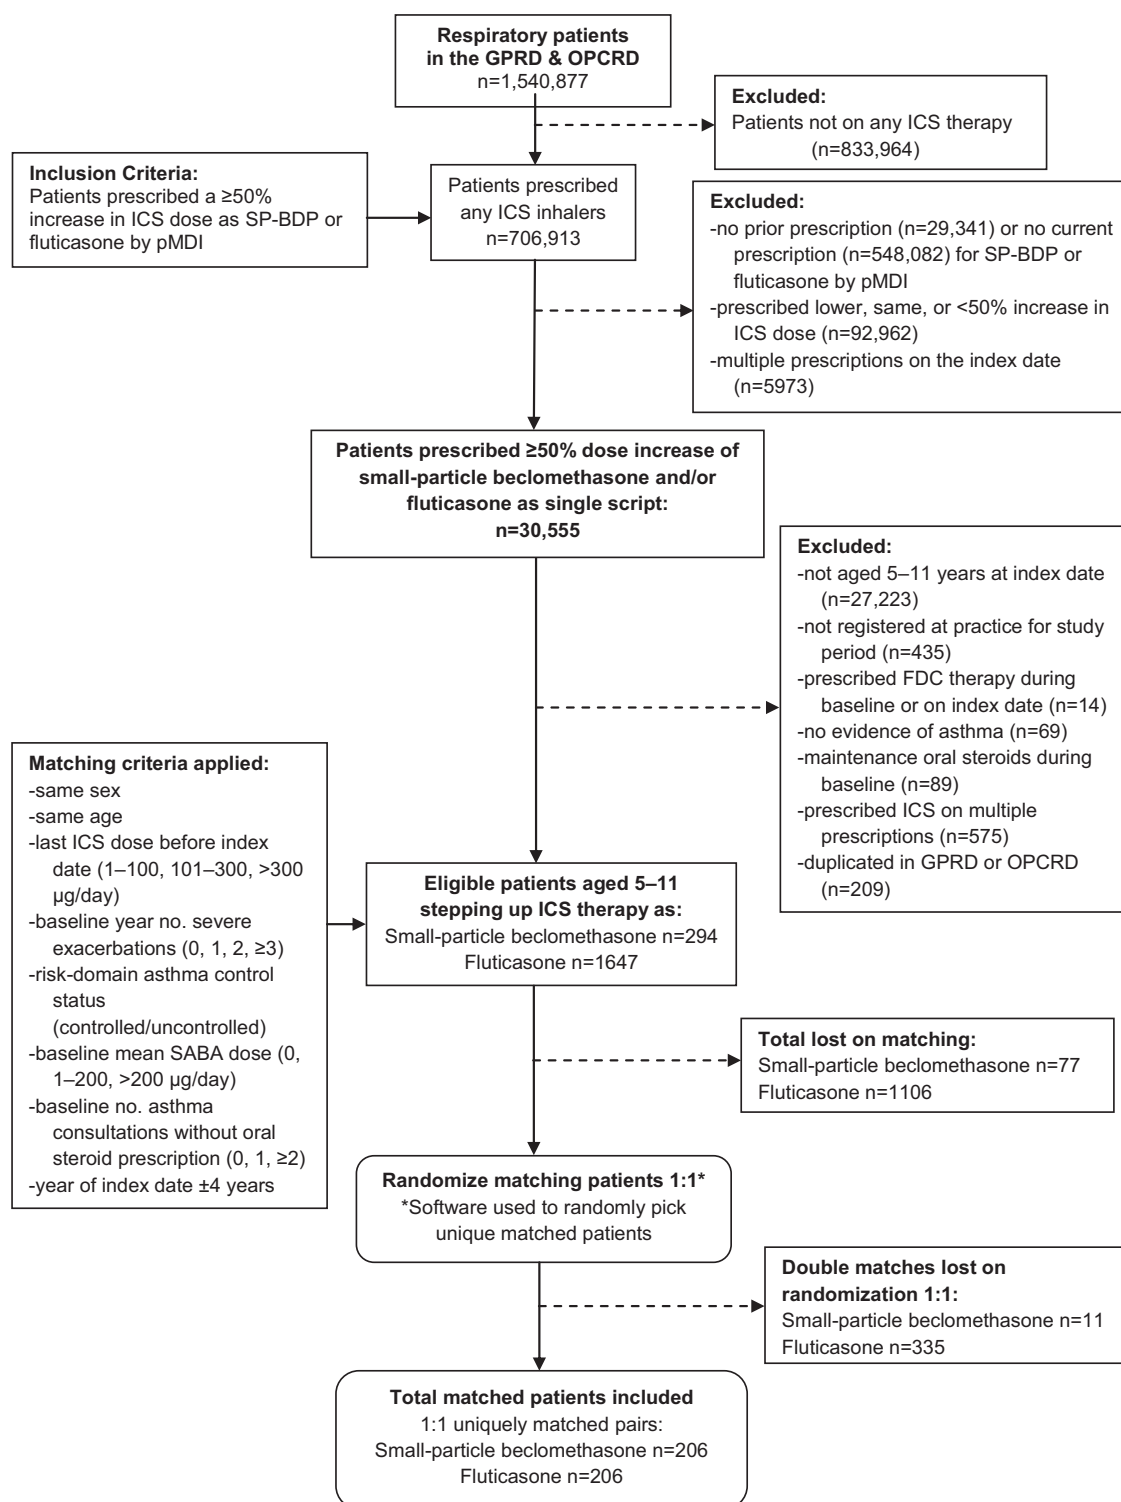 Respiratory patients
in the GPRD & OPCRD
n=1,540,877
Excluded:
Patients not on any ICS therapy
(n=833,964)
Inclusion Criteria:
Patients prescribed a ≥50%
increase in ICS dose as SP-BDP or
fluticasone by pMDI
Patients prescribed
any ICS inhalers
n=706,913
Excluded:
-no prior prescription (n=29,341) or no current
prescription (n=548,082) for SP-BDP or
fluticasone by pMDI
-prescribed lower, same, or <50% increase in
ICS dose (n=92,962)
-multiple prescriptions on the index date
(n=5973)
Patients prescribed ≥50% dose increase of
small-particle beclomethasone and/or
fluticasone as single script:
n=30,555
Excluded:
-not aged 5–11 years at index date
(n=27,223)
-not registered at practice for study
period (n=435)
-prescribed FDC therapy during
baseline or on index date (n=14)
-no evidence of asthma (n=69)
-maintenance oral steroids during
baseline (n=89)
-prescribed ICS on multiple
prescriptions (n=575)
-duplicated in GPRD or OPCRD
(n=209)
Matching criteria applied:
-same sex
-same age
-last ICS dose before index
date (1–100, 101–300, >300
µg/day)
-baseline year no. severe
exacerbations (0, 1, 2, ≥3)
-risk-domain asthma control
status
(controlled/uncontrolled)
-baseline mean SABA dose (0,
1–200, >200 µg/day)
-baseline no. asthma
consultations without oral
steroid prescription (0, 1, ≥2)
-year of index date ±4 years
Eligible patients aged 5–11
stepping up ICS therapy as:
Small-particle beclomethasone n=294
Fluticasone n=1647
Total lost on matching:
Small-particle beclomethasone n=77
Fluticasone n=1106
Randomize matching patients 1:1*
*Software used to randomly pick
unique matched patients
Double matches lost on
randomization 1:1:
Small-particle beclomethasone n=11
Fluticasone n=335
Total matched patients included
1:1 uniquely matched pairs:
Small-particle beclomethasone n=206
Fluticasone n=206